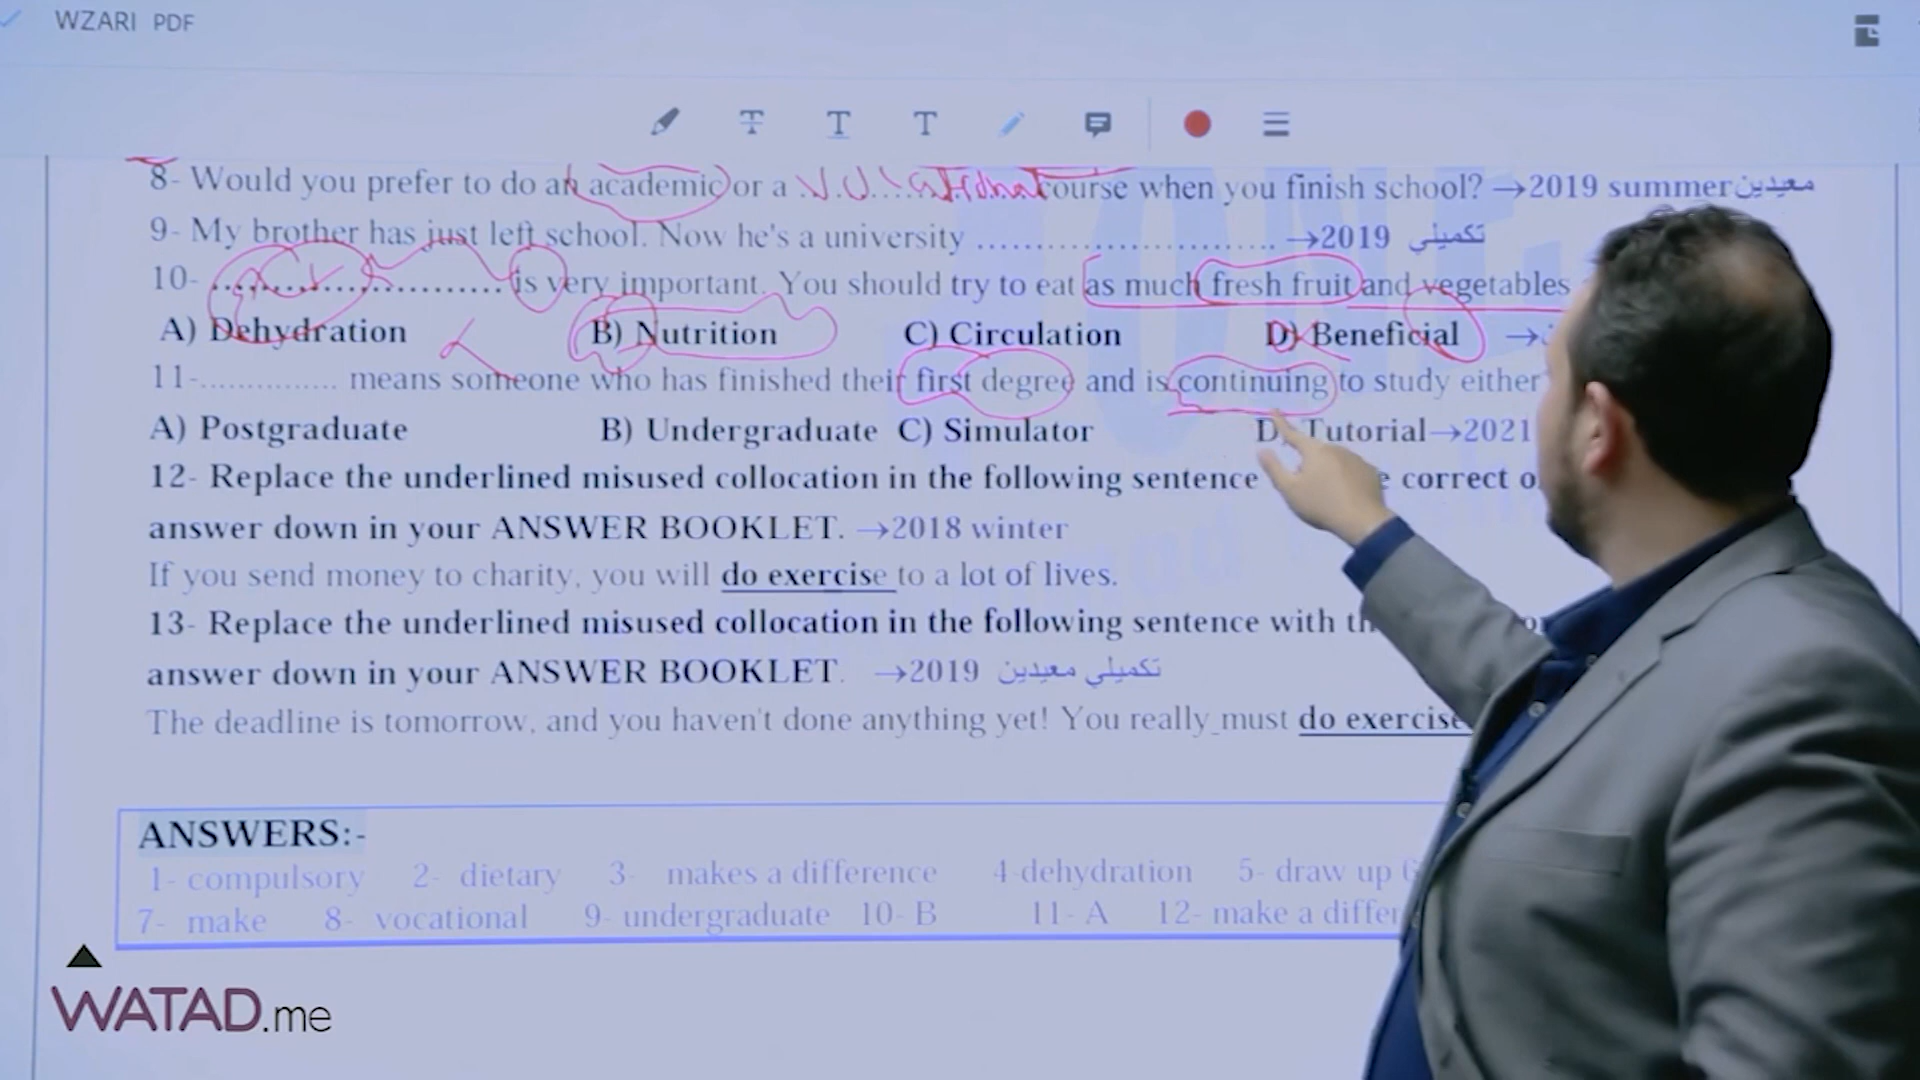 WZARI PDF
8- Would you prefer to do an academic or a course when you finish school? →2019 summer معيدين
9- My brother has just left school. Now he's a university ............................ →2019 تكميلي
10- ........................ is very important. You should try to eat as much fresh fruit and vegetables
A) Dehydration B) Nutrition C) Circulation D) Beneficial →
11-.............. means someone who has finished their first degree and is continuing to study either
A) Postgraduate B) Undergraduate C) Simulator D) Tutorial→2021
12- Replace the underlined misused collocation in the following sentence correct
answer down in your ANSWER BOOKLET. →2018 winter
If you send money to charity, you will do exercise to a lot of lives.
13- Replace the underlined misused collocation in the following sentence with
answer down in your ANSWER BOOKLET. →2019 تكميلي معيدين
The deadline is tomorrow, and you haven't done anything yet! You really must do exercise
ANSWERS:-
1- compulsory 2- dietary 3- makes a difference 4-dehydration 5- draw up 6
7- make 8- vocational 9- undergraduate 10- B 11- A 12- make a
WATAD.me